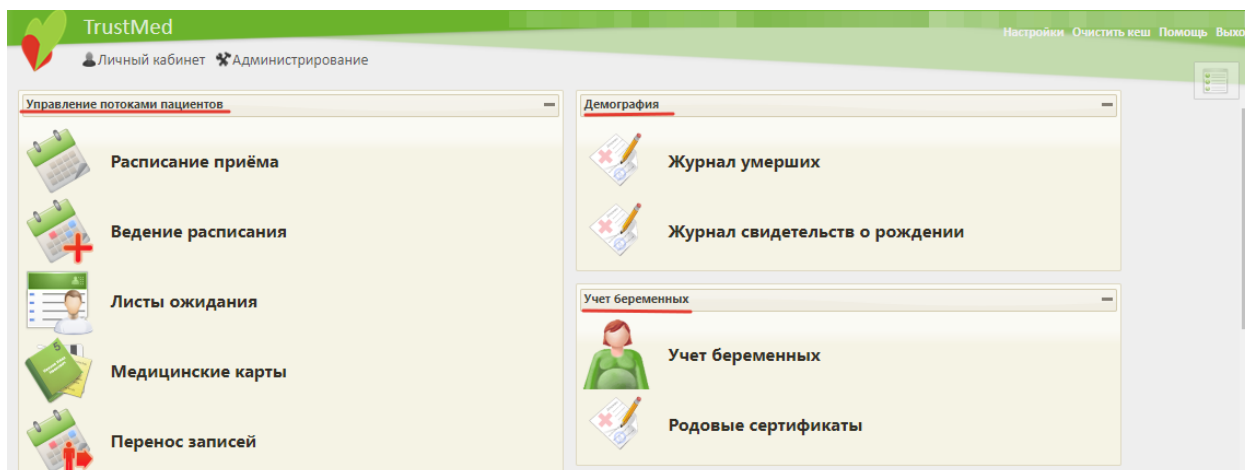 TrustMed
Настройки Очистить кеш Помощь Выхо
Личный кабинет Администрирование
Управление потоками пациентов
Расписание приёма
Ведение расписания
Листы ожидания
Медицинские карты
Перенос записей
Демография
Журнал умерших
Журнал свидетельств о рождении
Учет беременных
Учет беременных
Родовые сертификаты